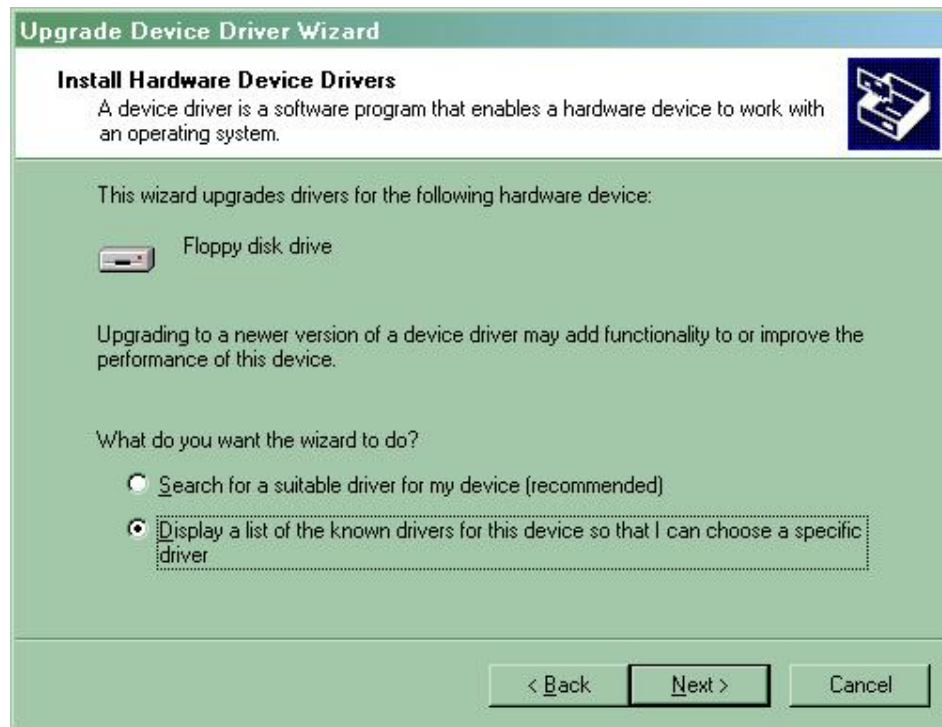 Upgrade Device Driver Wizard
Install Hardware Device Drivers
A device driver is a software program that enables a hardware device to work with
an operating system.
This wizard upgrades drivers for the following hardware device:
Floppy disk drive
Upgrading to a newer version of a device driver may add functionality to or improve the
performance of this device.
What do you want the wizard to do?
Search for a suitable driver for my device (recommended)
Display a list of the known drivers for this device so that I can choose a specific
driver
< Back Next > Cancel